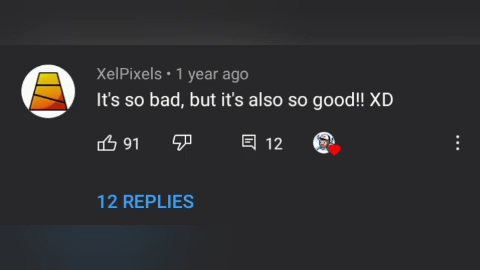 XelPixels • 1 year ago
It's so bad, but it's also so good!! XD
91 12
12 REPLIES